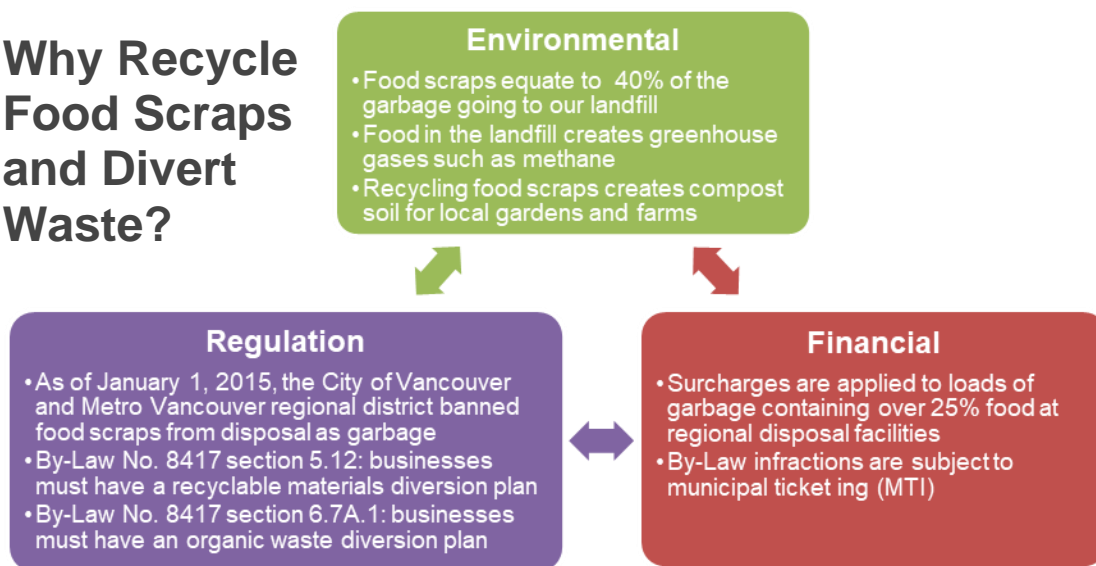 Why Recycle
Food Scraps
and Divert
Waste?
Environmental
•Food scraps equate to 40% of the
garbage going to our landfill
•Food in the landfill creates greenhouse
gases such as methane
•Recycling food scraps creates compost
soil for local gardens and farms
Regulation
•As of January 1, 2015, the City of Vancouver
and Metro Vancouver regional district banned
food scraps from disposal as garbage
•By-Law No. 8417 section 5.12: businesses
must have a recyclable materials diversion plan
•By-Law No. 8417 section 6.7A.1: businesses
must have an organic waste diversion plan
Financial
•Surcharges are applied to loads of
garbage containing over 25% food at
regional disposal facilities
•By-Law infractions are subject to
municipal ticket ing (MTI)